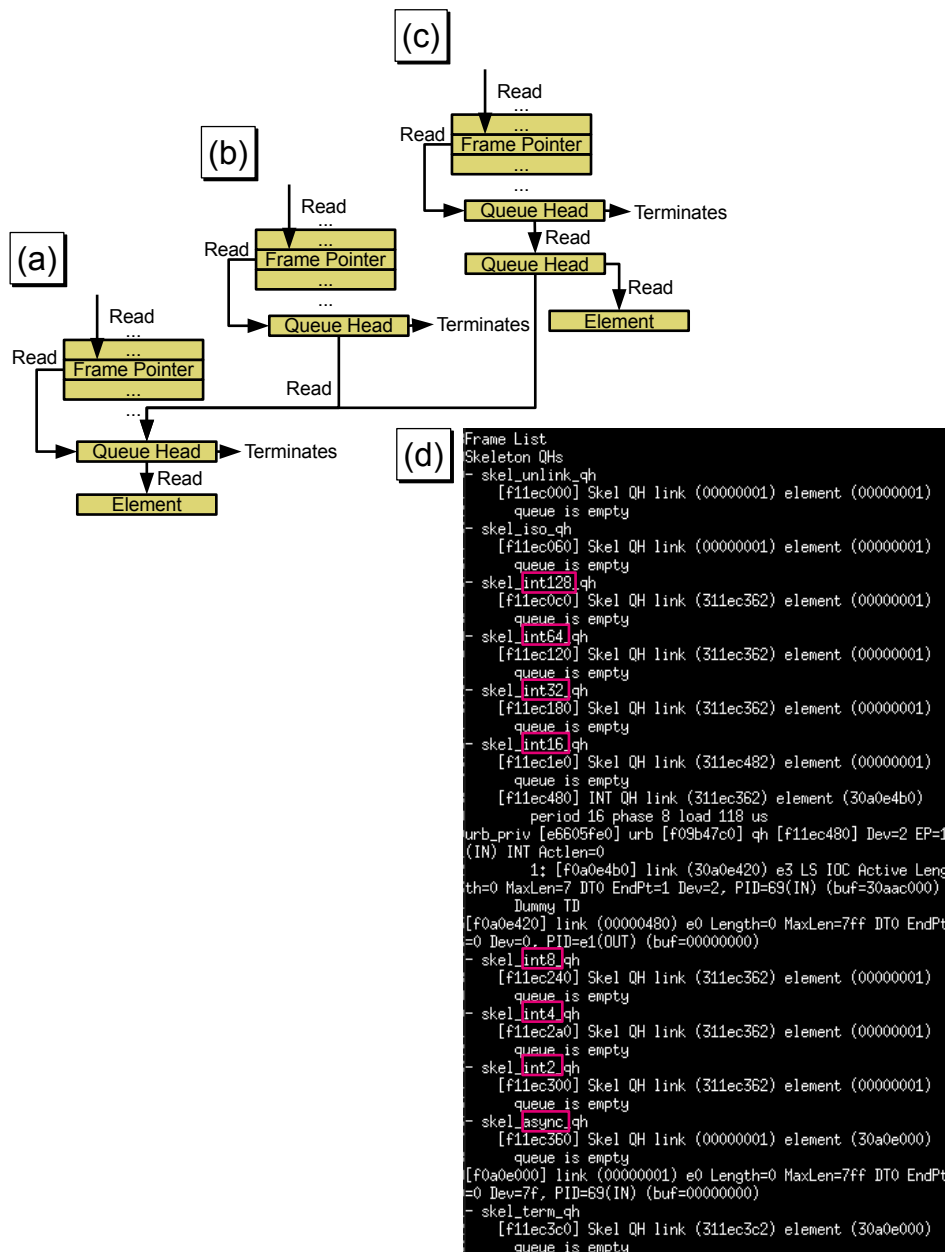 (c)
Read
...
...
Read
Frame Pointer
...
...
Queue Head
Terminates
Read
Queue Head
Read
Element
(b)
Read
...
...
Read
Frame Pointer
...
...
Queue Head
Terminates
Read
(a)
Read
...
...
Read
Frame Pointer
...
...
Queue Head
Terminates
Read
Element
(d)
Frame List
Skeleton QHs
- skel_unlink_qh
[f11ec000] Skel QH link (00000001) element (00000001)
queue is empty
- skel_iso_qh
[f11ec060] Skel QH link (00000001) element (00000001)
queue is empty
- skel_int128_qh
[f11ec0c0] Skel QH link (311ec362) element (00000001)
queue is empty
- skel_int64_qh
[f11ec120] Skel QH link (311ec362) element (00000001)
queue is empty
- skel_int32_qh
[f11ec180] Skel QH link (311ec362) element (00000001)
queue is empty
- skel_int16_qh
[f11ec1e0] Skel QH link (311ec482) element (00000001)
queue is empty
[f11ec480] INT QH link (311ec362) element (30a0e4b0)
period 16 phase 8 load 118 us
urb_priv [e6605fe0] urb [f09b47c0] qh [f11ec480] Dev=2 EP=1
(IN) INT Actlen=0
1: [f0a0e4b0] link (30a0e420) e3 LS IOC Active Leng
th=0 MaxLen=7 DT0 EndPt=1 Dev=2, PID=69(IN) (buf=30aac000)
Dummy TD
[f0a0e420] link (00000480) e0 Length=0 MaxLen=7ff DT0 EndPt
=0 Dev=0, PID=e1(OUT) (buf=00000000)
- skel_int8_qh
[f11ec240] Skel QH link (311ec362) element (00000001)
queue is empty
- skel_int4_qh
[f11ec2a0] Skel QH link (311ec362) element (00000001)
queue is empty
- skel_int2_qh
[f11ec300] Skel QH link (311ec362) element (00000001)
queue is empty
- skel_async_qh
[f11ec360] Skel QH link (00000001) element (30a0e000)
queue is empty
[f0a0e000] link (00000001) e0 Length=0 MaxLen=7ff DT0 EndPt
=0 Dev=7f, PID=69(IN) (buf=00000000)
- skel_term_qh
[f11ec3c0] Skel QH link (311ec3c2) element (30a0e000)
queue is empty